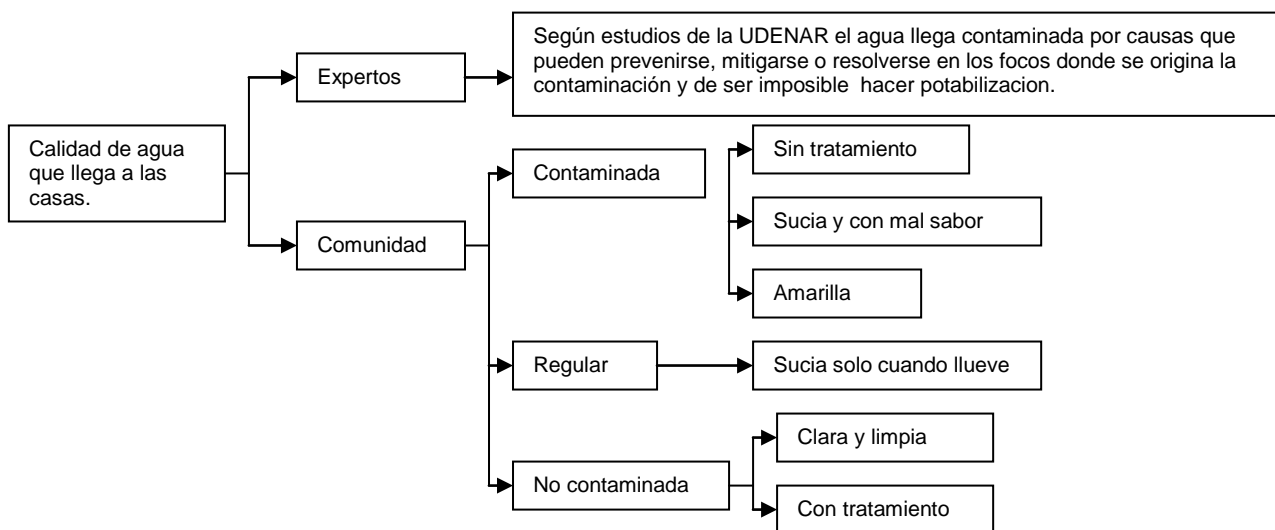 Según estudios de la UDENAR el agua llega contaminada por causas que
pueden prevenirse, mitigarse o resolverse en los focos donde se origina la
contaminación y de ser imposible hacer potabilizacion.
Expertos
Calidad de agua
que llega a las
casas.
Comunidad
Contaminada
Sin tratamiento
Sucia y con mal sabor
Amarilla
Regular
Sucia solo cuando llueve
No contaminada
Clara y limpia
Con tratamiento